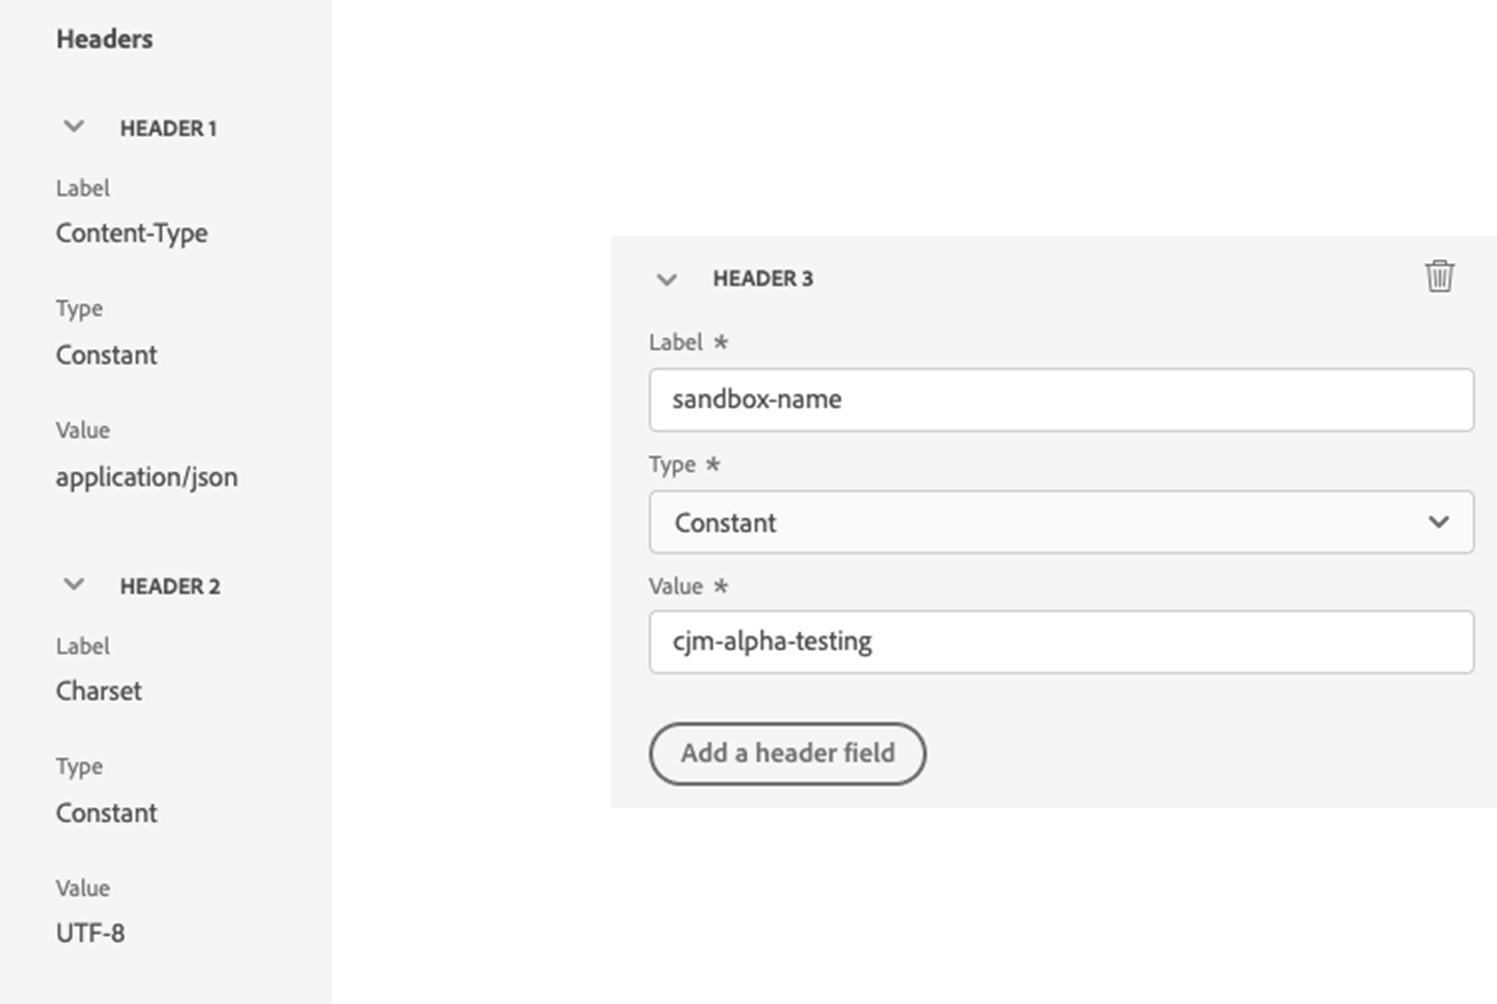 Headers
HEADER 1
Label
Content-Type
Type
Constant
Value
application/json
HEADER 2
Label
Charset
Type
Constant
Value
UTF-8
HEADER 3
Label *
sandbox-name
Type *
Constant
Value *
cjm-alpha-testing
Add a header field